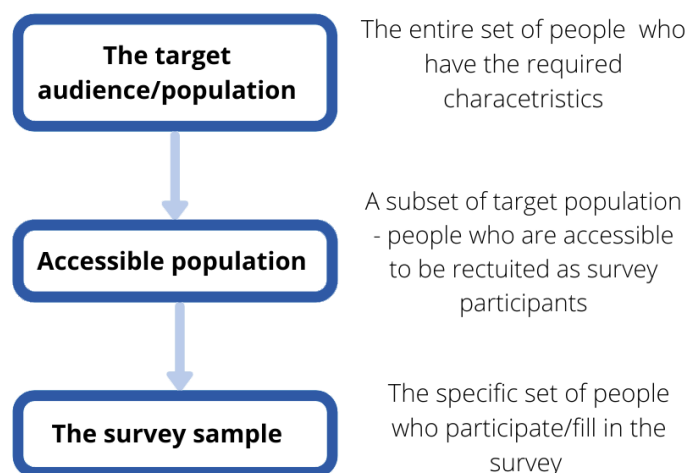 The target
audience/population
The entire set of people who
have the required
characetristics
Accessible population
A subset of target population
- people who are accessible
to be rectuited as survey
participants
The survey sample
The specific set of people
who participate/fill in the
survey